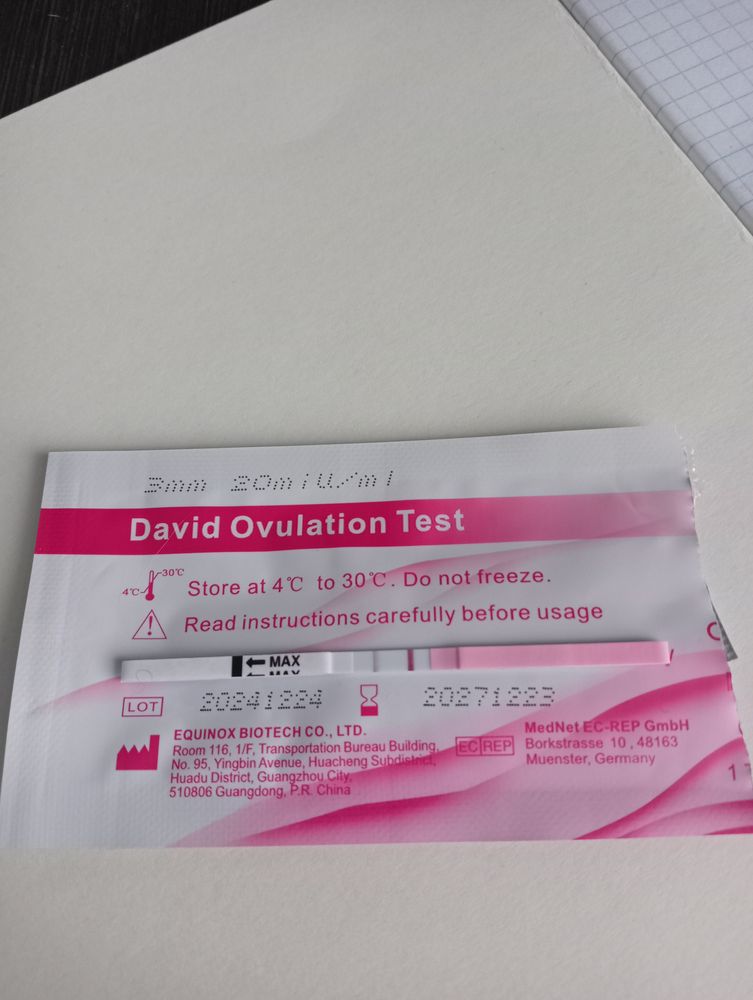 3mm 20miU/ml
David Ovulation Test
4℃ 30℃
Store at 4℃ to 30℃. Do not freeze.
Read instructions carefully before usage
MAX
MAX
LOT 20241224 20271223
EQUINOX BIOTECH CO., LTD.
Room 116, 1/F, Transportation Bureau Building,
No. 95, Yingbin Avenue, Huacheng Subdistrict,
Huadu District, Guangzhou City,
510806 Guangdong, P.R. China
EC REP
MedNet EC-REP GmbH
Borkstrasse 10, 48163
Muenster, Germany